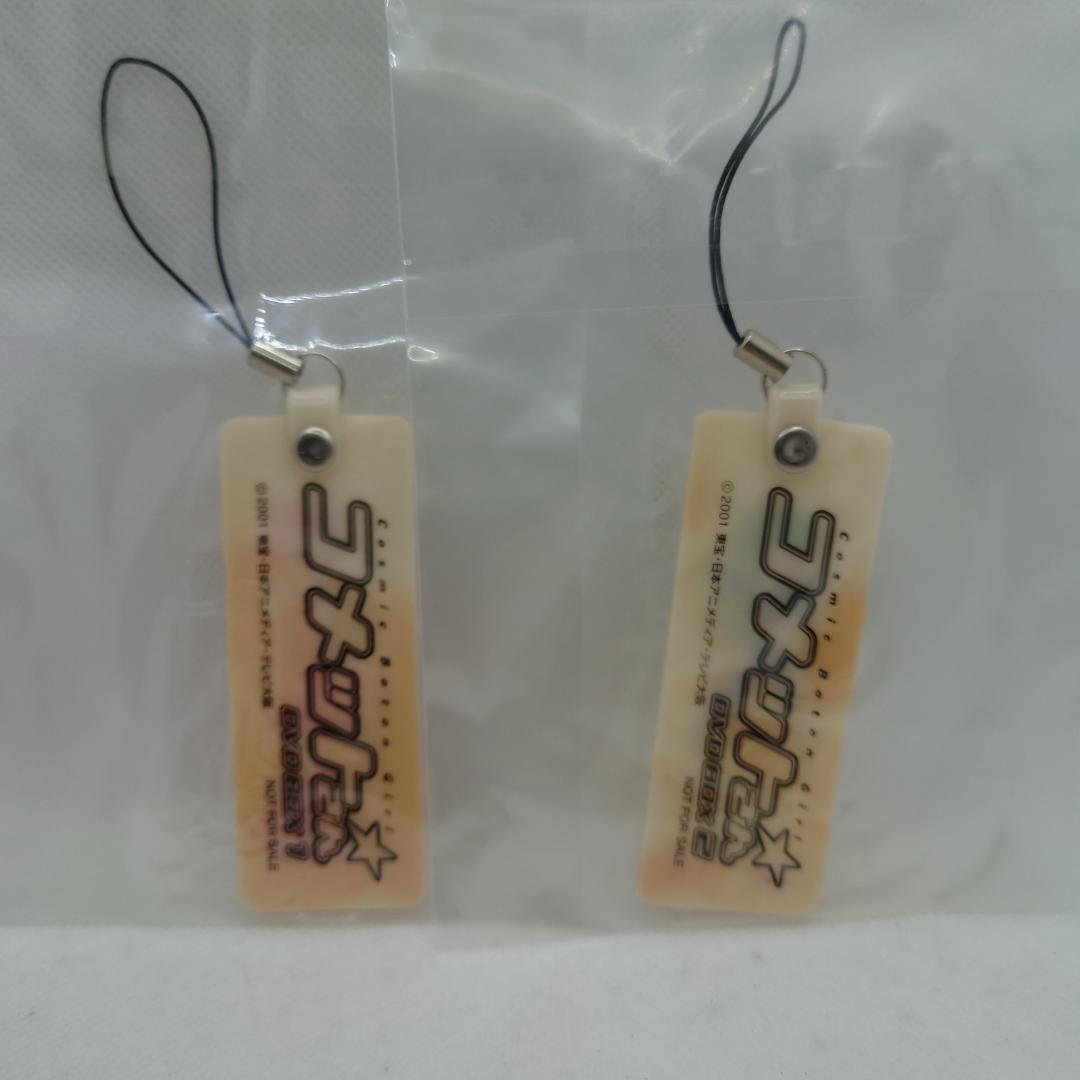 Cosmic Baton Girl
コメットさん☆
DVD BOX 1
©2001 東宝・日本アニメディア・テレビ大阪
NOT FOR SALE
Cosmic Baton Girl
コメットさん☆
DVD BOX 2
©2001 東宝・日本アニメディア・テレビ大阪
NOT FOR SALE